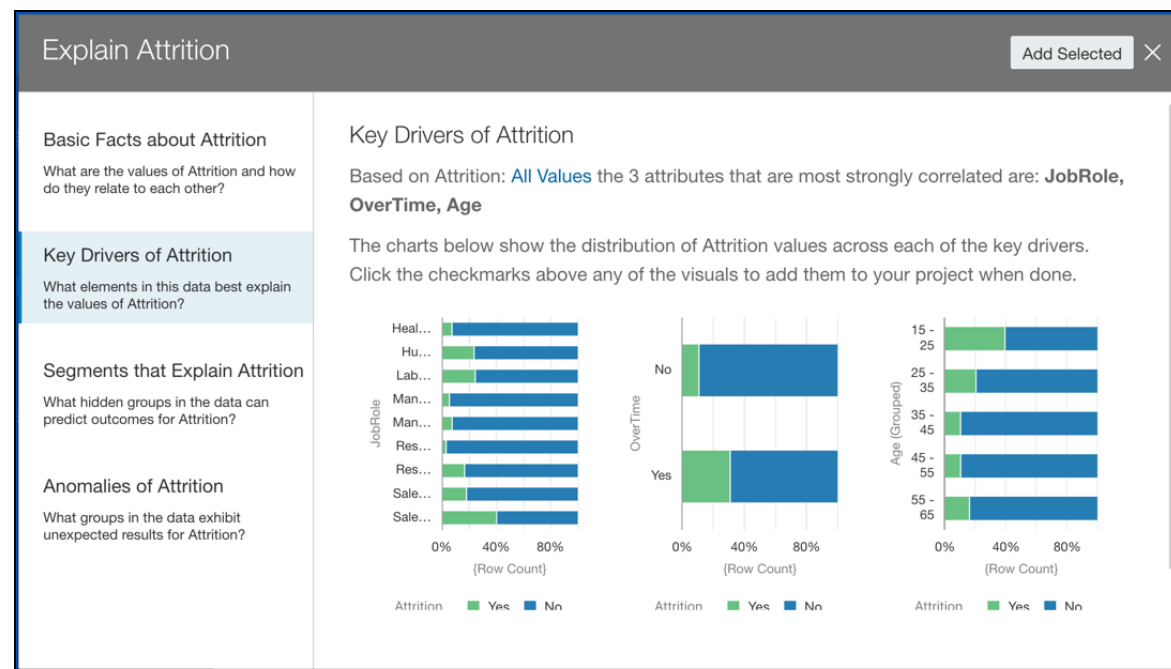 Explain Attrition
Add Selected
Basic Facts about Attrition
What are the values of Attrition and how
do they relate to each other?
Key Drivers of Attrition
What elements in this data best explain
the values of Attrition?
Segments that Explain Attrition
What hidden groups in the data can
predict outcomes for Attrition?
Anomalies of Attrition
What groups in the data exhibit
unexpected results for Attrition?
Key Drivers of Attrition
Based on Attrition: All Values the 3 attributes that are most strongly correlated are: JobRole,
OverTime, Age
The charts below show the distribution of Attrition values across each of the key drivers.
Click the checkmarks above any of the visuals to add them to your project when done.
JobRole
Heal...
Hu...
Lab...
Man...
Man...
Res...
Res...
Sale...
Sale...
0% 40% 80%
{Row Count}
Attrition Yes No
OverTime
No
Yes
0% 40% 80%
{Row Count}
Attrition Yes No
Age (Grouped)
15 -
25
25 -
35
35 -
45
45 -
55
55 -
65
0% 40% 80%
{Row Count}
Attrition Yes No